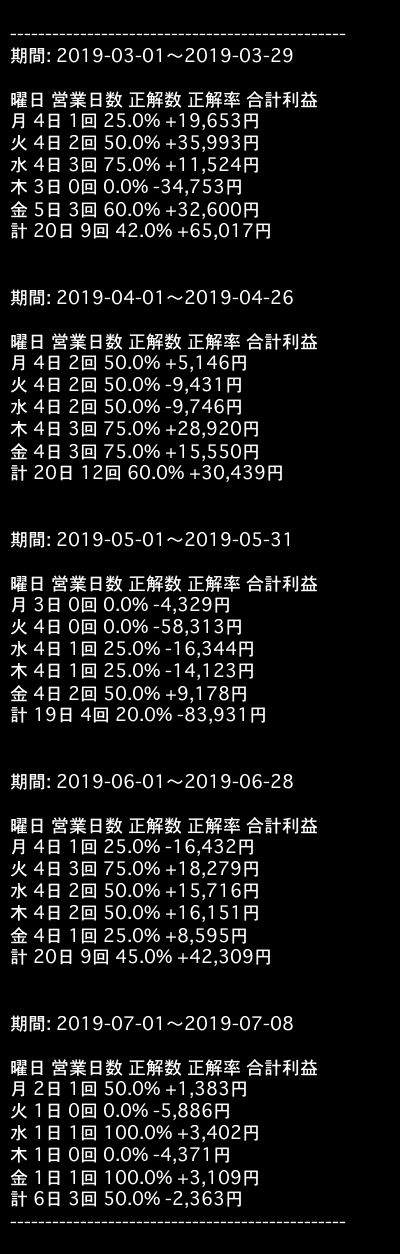 ------------------------------------------------
期間: 2019-03-01〜2019-03-29
曜日 営業日数 正解数 正解率 合計利益
月 4日 1回 25.0% +19,653円
火 4日 2回 50.0% +35,993円
水 4日 3回 75.0% +11,524円
木 3日 0回 0.0% -34,753円
金 5日 3回 60.0% +32,600円
計 20日 9回 42.0% +65,017円
期間: 2019-04-01〜2019-04-26
曜日 営業日数 正解数 正解率 合計利益
月 4日 2回 50.0% +5,146円
火 4日 2回 50.0% -9,431円
水 4日 2回 50.0% -9,746円
木 4日 3回 75.0% +28,920円
金 4日 3回 75.0% +15,550円
計 20日 12回 60.0% +30,439円
期間: 2019-05-01〜2019-05-31
曜日 営業日数 正解数 正解率 合計利益
月 3日 0回 0.0% -4,329円
火 4日 0回 0.0% -58,313円
水 4日 1回 25.0% -16,344円
木 4日 1回 25.0% -14,123円
金 4日 2回 50.0% +9,178円
計 19日 4回 20.0% -83,931円
期間: 2019-06-01〜2019-06-28
曜日 営業日数 正解数 正解率 合計利益
月 4日 1回 25.0% -16,432円
火 4日 3回 75.0% +18,279円
水 4日 2回 50.0% +15,716円
木 4日 2回 50.0% +16,151円
金 4日 1回 25.0% +8,595円
計 20日 9回 45.0% +42,309円
期間: 2019-07-01〜2019-07-08
曜日 営業日数 正解数 正解率 合計利益
月 2日 1回 50.0% +1,383円
火 1日 0回 0.0% -5,886円
水 1日 1回 100.0% +3,402円
木 1日 0回 0.0% -4,371円
金 1日 1回 100.0% +3,109円
計 6日 3回 50.0% -2,363円
------------------------------------------------